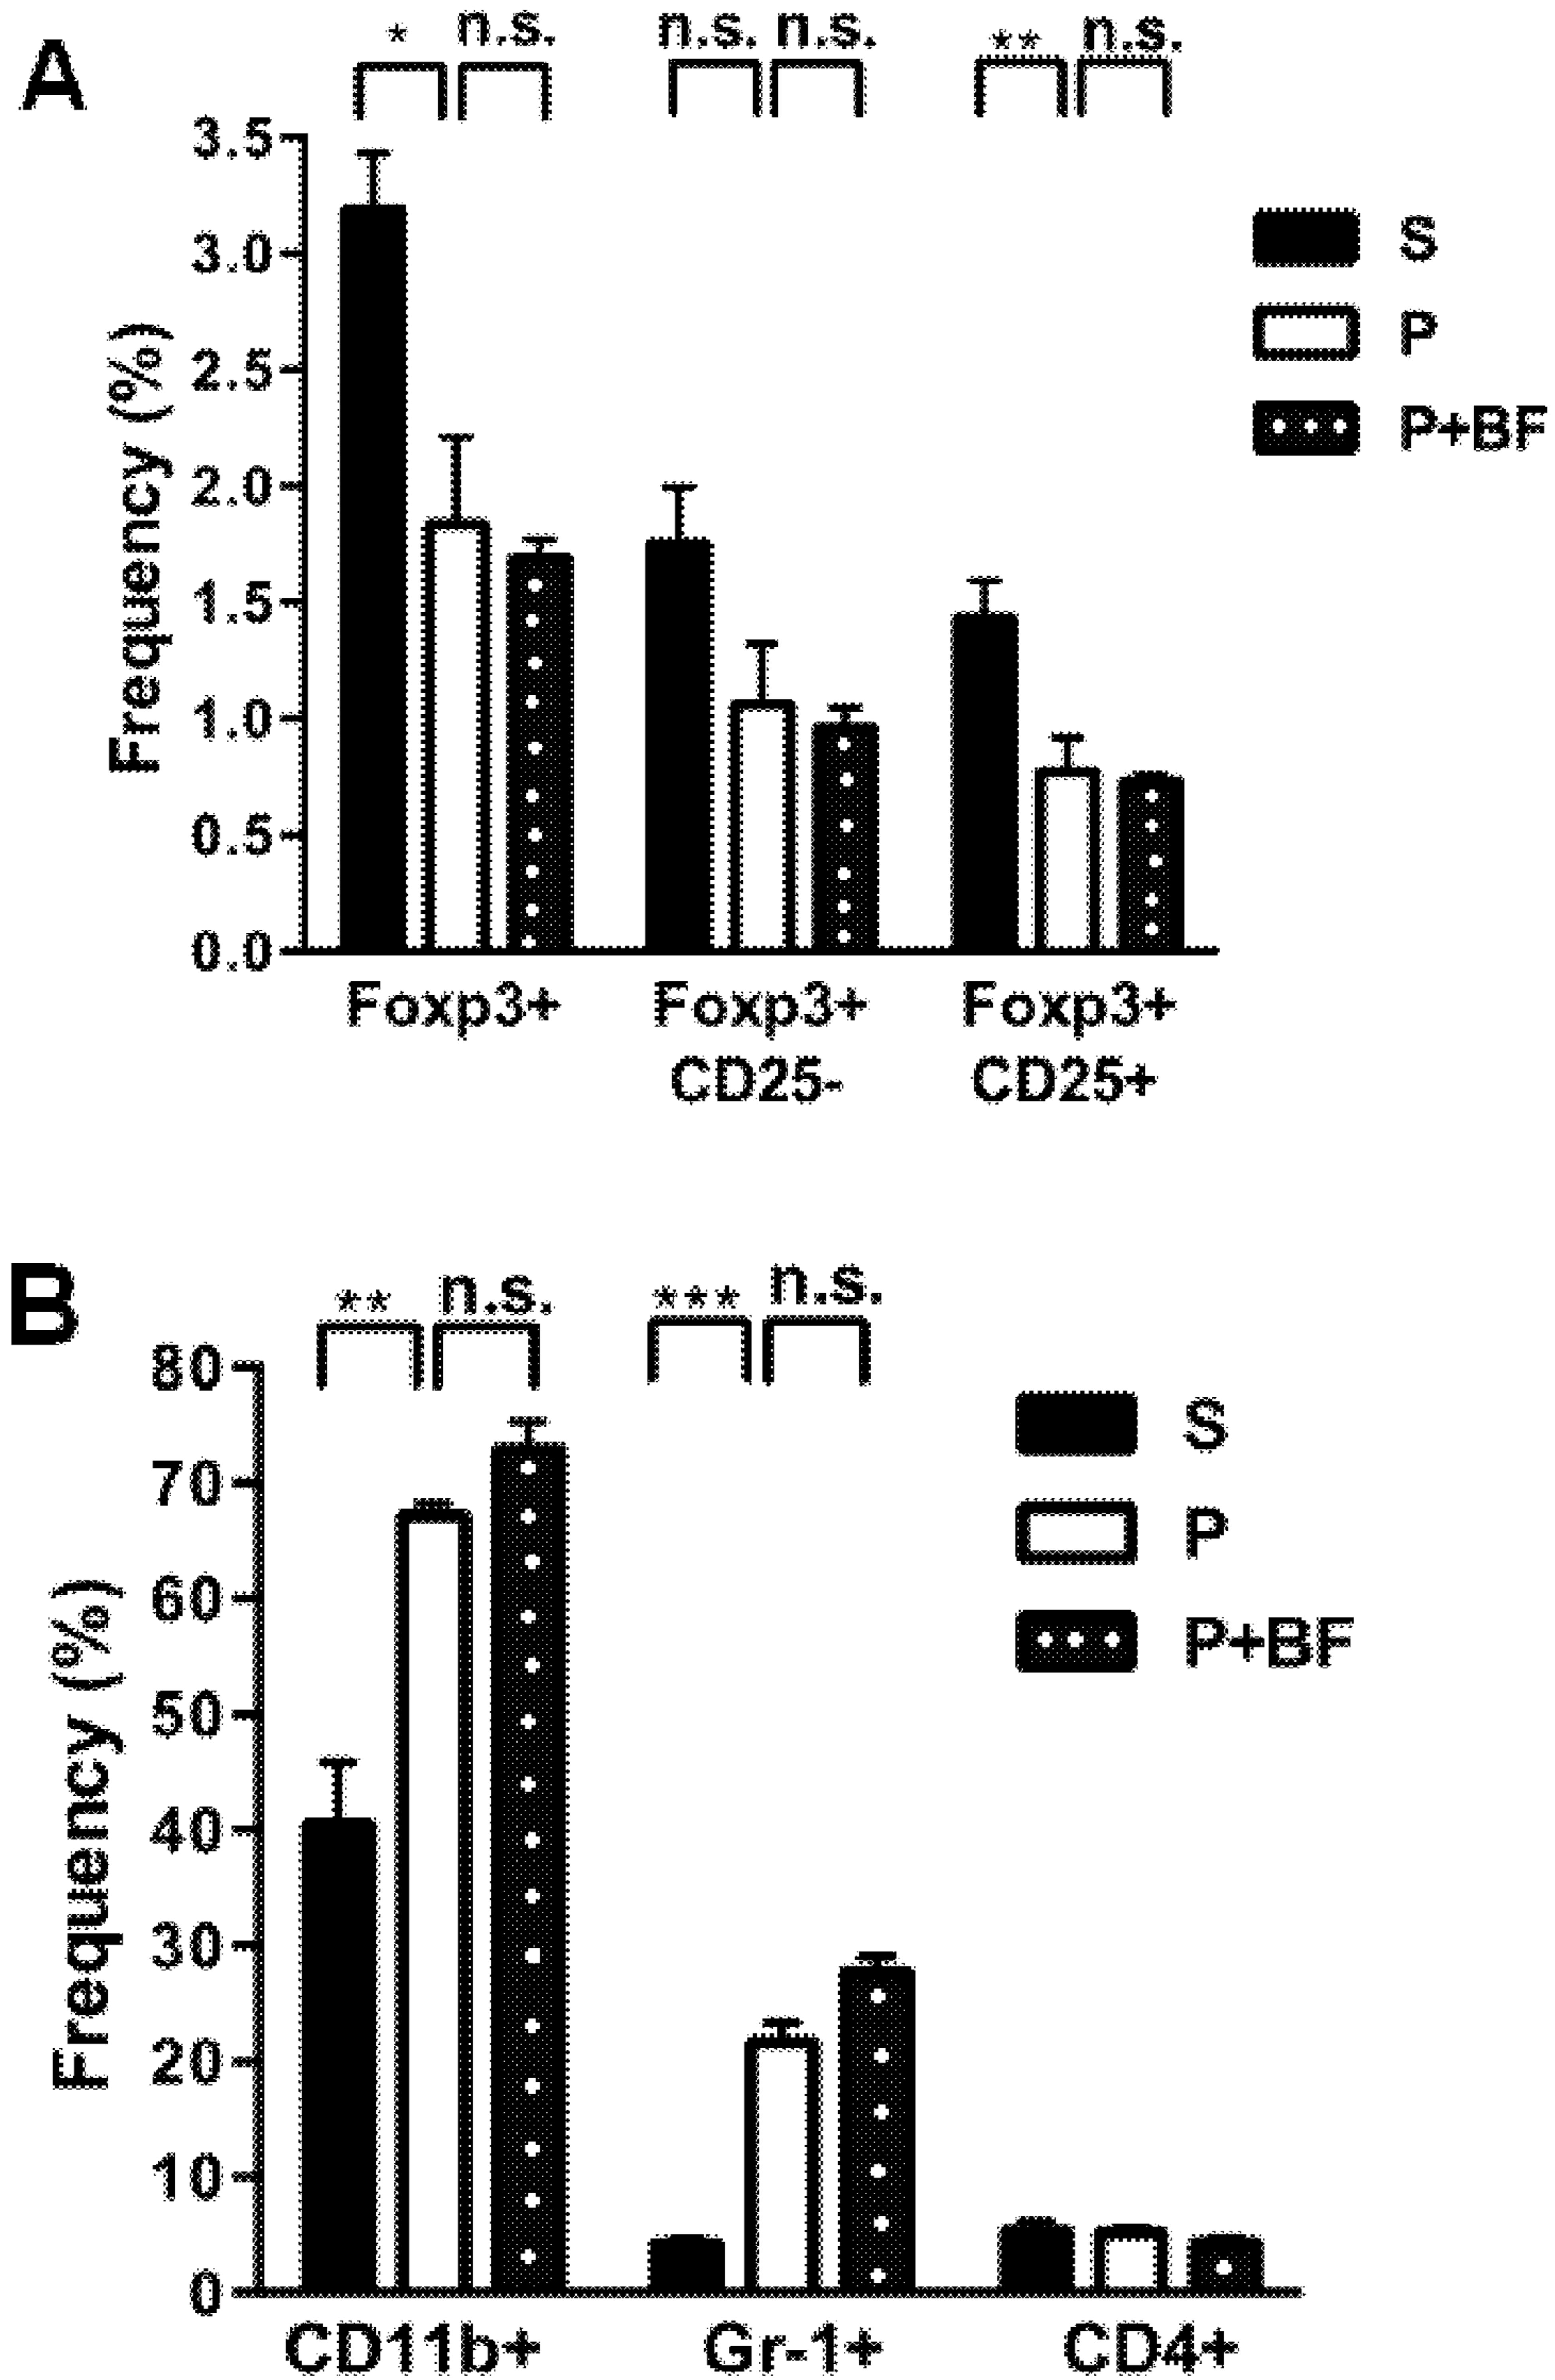 A
* n.s. n.s. n.s. ** n.s.
3.5
3.0
2.5
2.0
1.5
1.0
0.5
0.0
Frequency (%)
S
P
P+BF
Foxp3+ Foxp3+ Foxp3+
CD25- CD25+
B
** n.s. *** n.s.
80
70
60
50
40
30
20
10
0
Frequency (%)
S
P
P+BF
CD11b+ Gr-1+ CD4+